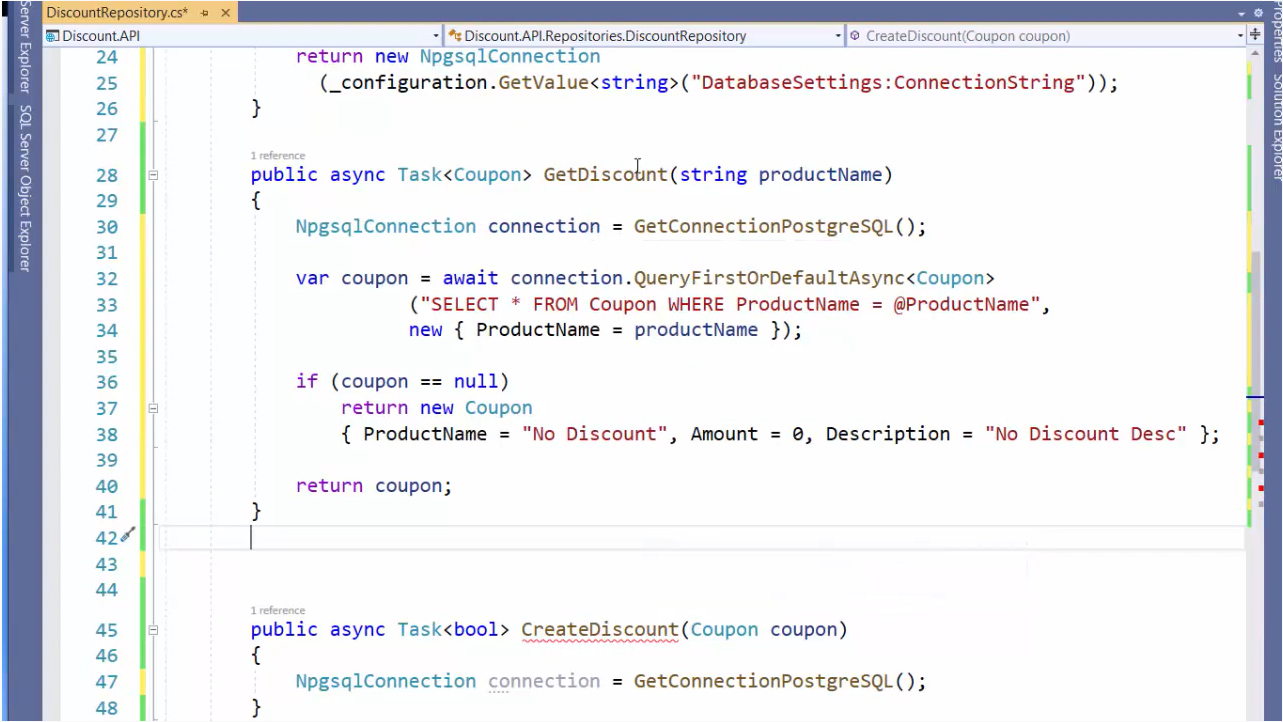 DiscountRepository.cs*
Discount.API
Discount.API.Repositories.DiscountRepository
CreateDiscount(Coupon coupon)
Server Explorer
SQL Server Object Explorer
Properties
Solution Explorer
24 return new NpgsqlConnection
25 (_configuration.GetValue<string>("DatabaseSettings:ConnectionString"));
26 }
27
1 reference
28 public async Task<Coupon> GetDiscount(string productName)
29 {
30 NpgsqlConnection connection = GetConnectionPostgreSQL();
31
32 var coupon = await connection.QueryFirstOrDefaultAsync<Coupon>
33 ("SELECT * FROM Coupon WHERE ProductName = @ProductName",
34 new { ProductName = productName });
35
36 if (coupon == null)
37 return new Coupon
38 { ProductName = "No Discount", Amount = 0, Description = "No Discount Desc" };
39
40 return coupon;
41 }
42
43
44
1 reference
45 public async Task<bool> CreateDiscount(Coupon coupon)
46 {
47 NpgsqlConnection connection = GetConnectionPostgreSQL();
48 }